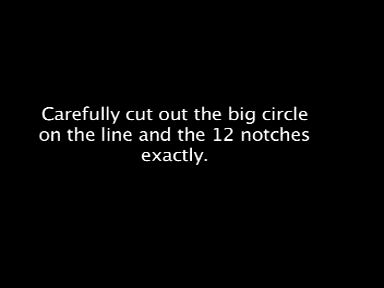 Carefully cut out the big circle
on the line and the 12 notches
exactly.